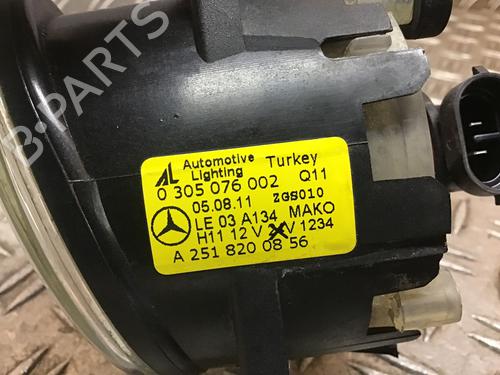 B-PARTS
AL Automotive Lighting Turkey
0 305 076 002 Q11
05.08.11 ZGS010
LE 03 A134 MAKO
H11 12 V V 1234
A 251 820 08 56